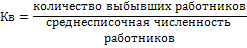 Кв = количество выбывших работников
среднесписочная численность
работников